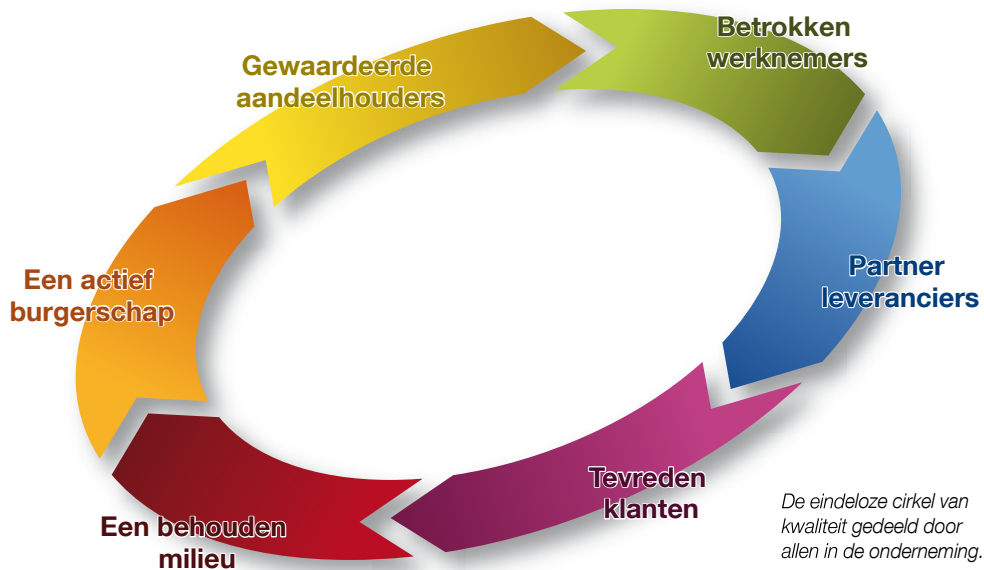 Betrokken
werknemers
Gewaardeerde
aandeelhouders
Partner
leveranciers
Een actief
burgerschap
Tevreden
klanten
Een behouden
milieu
De eindeloze cirkel van
kwaliteit gedeeld door
allen in de onderneming.